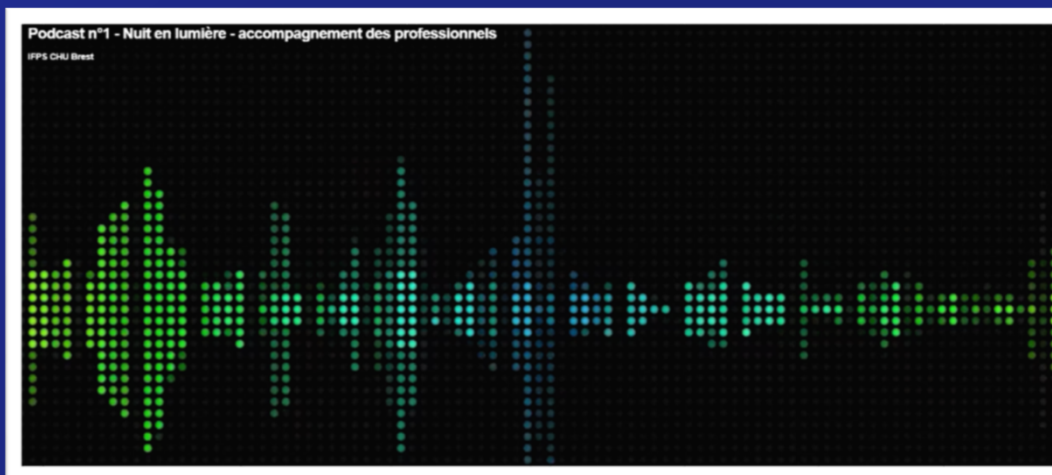 Podcast n°1 - Nuit en lumière - accompagnement des professionnels
IFPS CHU Brest